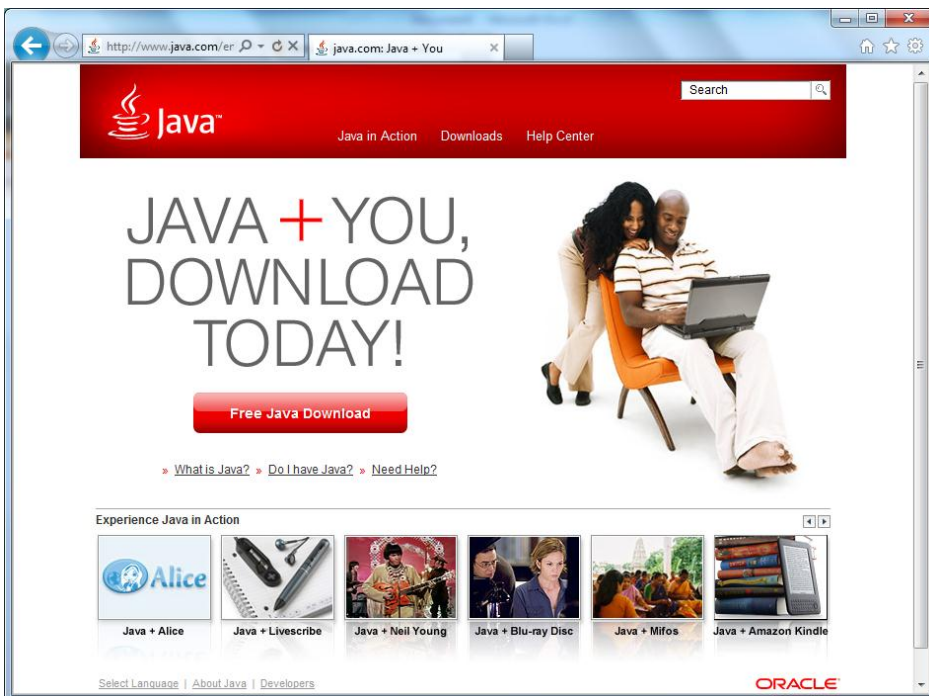 http://www.java.com/er
java.com: Java + You
Search
Java™
Java in Action Downloads Help Center
JAVA + YOU,
DOWNLOAD
TODAY!
Free Java Download
» What is Java? » Do I have Java? » Need Help?
Experience Java in Action
Alice
Java + Alice Java + Livescribe Java + Neil Young Java + Blu-ray Disc Java + Mifos Java + Amazon Kindle
Select Language | About Java | Developers
ORACLE